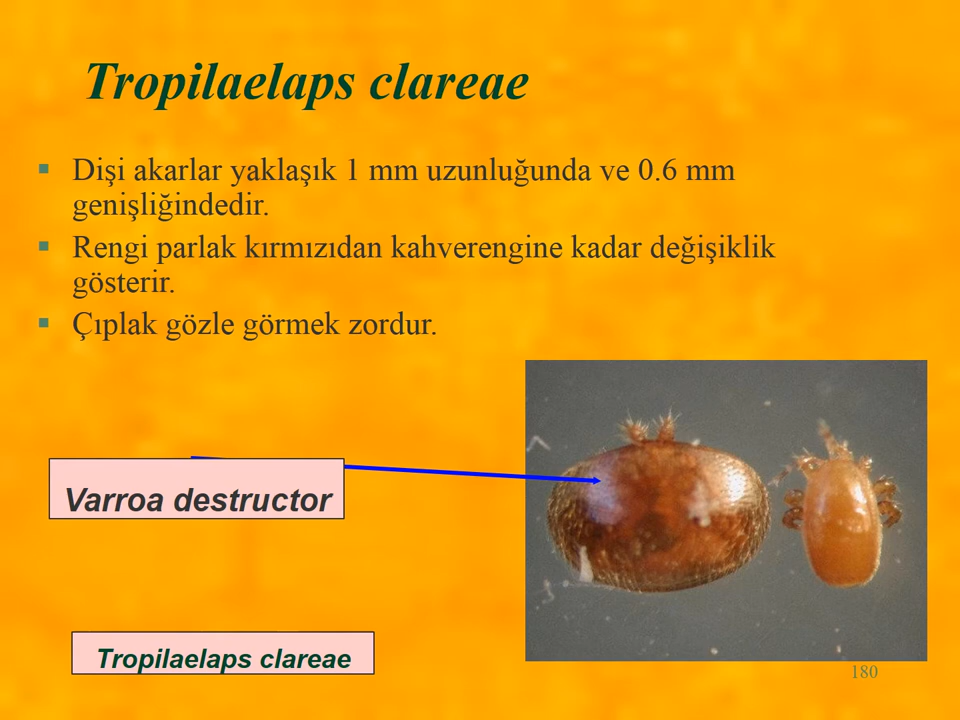 Tropilaelaps clareae
▪ Dişi akarlar yaklaşık 1 mm uzunluğunda ve 0.6 mm
genişliğindedir.
▪ Rengi parlak kırmızıdan kahverengine kadar değişiklik
gösterir.
▪ Çıplak gözle görmek zordur.
Varroa destructor
Tropilaelaps clareae
180